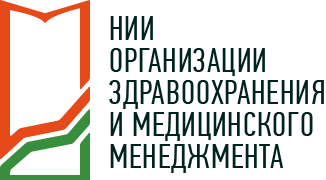 НИИ
ОРГАНИЗАЦИИ
ЗДРАВООХРАНЕНИЯ
И МЕДИЦИНСКОГО
МЕНЕДЖМЕНТА